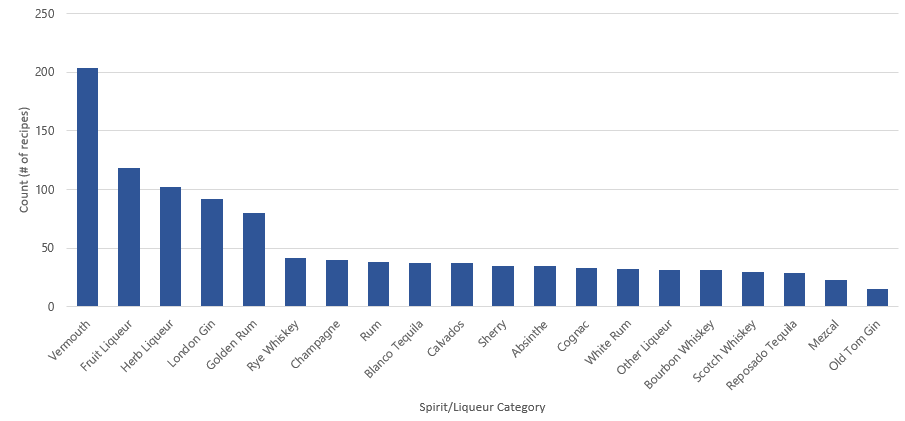 250
200
150
100
50
0
Count (# of recipes)
Vermouth
Fruit Liqueur
Herb Liqueur
London Gin
Golden Rum
Rye Whiskey
Champagne
Rum
Blanco Tequila
Calvados
Sherry
Absinthe
Cognac
White Rum
Other Liqueur
Bourbon Whiskey
Scotch Whiskey
Reposado Tequila
Mezcal
Old Tom Gin
Spirit/Liqueur Category